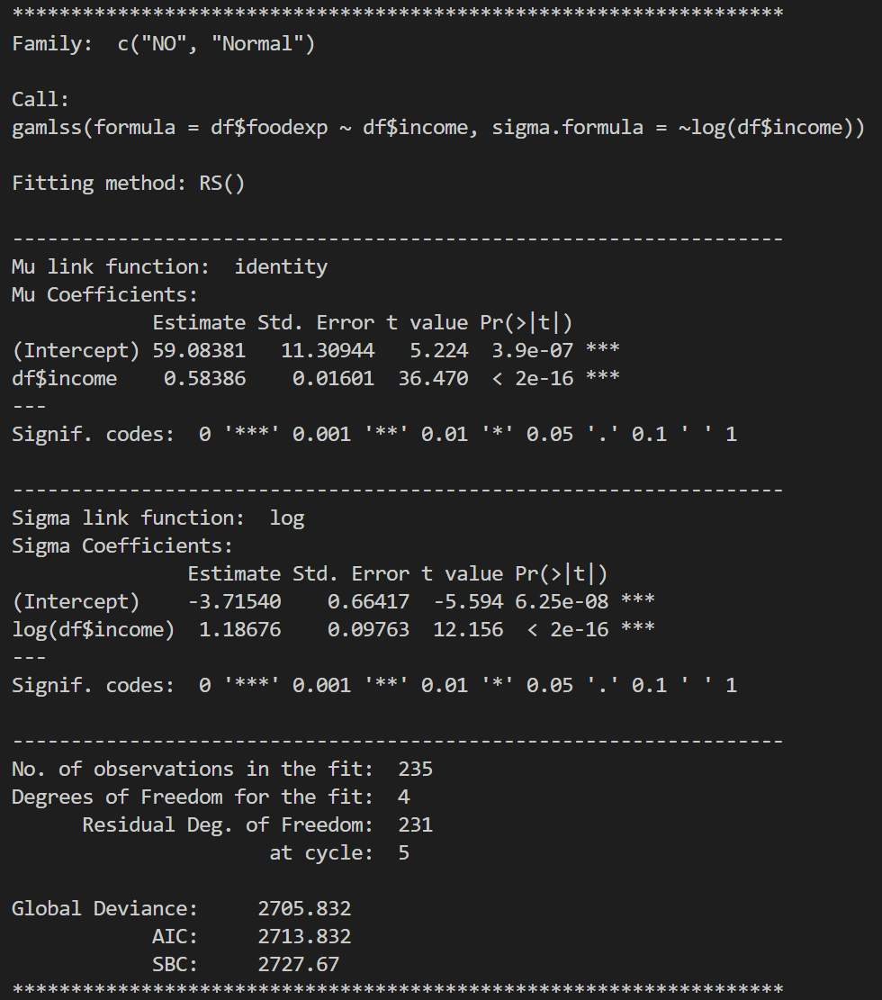 ******************************************************************
Family:  c("NO", "Normal")

Call:
gamlss(formula = df$foodexp ~ df$income, sigma.formula = ~log(df$income))

Fitting method: RS()

------------------------------------------------------------------
Mu link function:  identity
Mu Coefficients:
            Estimate Std. Error t value Pr(>|t|)
(Intercept) 59.08381   11.30944   5.224  3.9e-07 ***
df$income    0.58386    0.01601  36.470  < 2e-16 ***
---
Signif. codes:  0 '***' 0.001 '**' 0.01 '*' 0.05 '.' 0.1 ' ' 1

------------------------------------------------------------------
Sigma link function:  log
Sigma Coefficients:
               Estimate Std. Error t value Pr(>|t|)
(Intercept)    -3.71540    0.66417  -5.594 6.25e-08 ***
log(df$income)  1.18676    0.09763  12.156  < 2e-16 ***
---
Signif. codes:  0 '***' 0.001 '**' 0.01 '*' 0.05 '.' 0.1 ' ' 1

------------------------------------------------------------------
No. of observations in the fit:  235
Degrees of Freedom for the fit:  4
      Residual Deg. of Freedom:  231
                      at cycle:  5

Global Deviance:     2705.832
            AIC:     2713.832
            SBC:     2727.67
******************************************************************